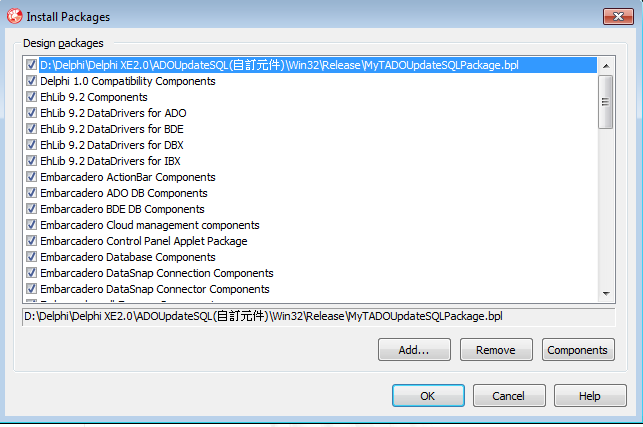 Install Packages
Design packages
D:\Delphi\Delphi XE2.0\ADOUpdateSQL(自訂元件)\Win32\Release\MyTADOUpdateSQLPackage.bpl
Delphi 1.0 Compatibility Components
EhLib 9.2 Components
EhLib 9.2 DataDrivers for ADO
EhLib 9.2 DataDrivers for BDE
EhLib 9.2 DataDrivers for DBX
EhLib 9.2 DataDrivers for IBX
Embarcadero ActionBar Components
Embarcadero ADO DB Components
Embarcadero BDE DB Components
Embarcadero Cloud management components
Embarcadero Control Panel Applet Package
Embarcadero Database Components
Embarcadero DataSnap Connection Components
Embarcadero DataSnap Connector Components
D:\Delphi\Delphi XE2.0\ADOUpdateSQL(自訂元件)\Win32\Release\MyTADOUpdateSQLPackage.bpl
Add... Remove Components
OK Cancel Help